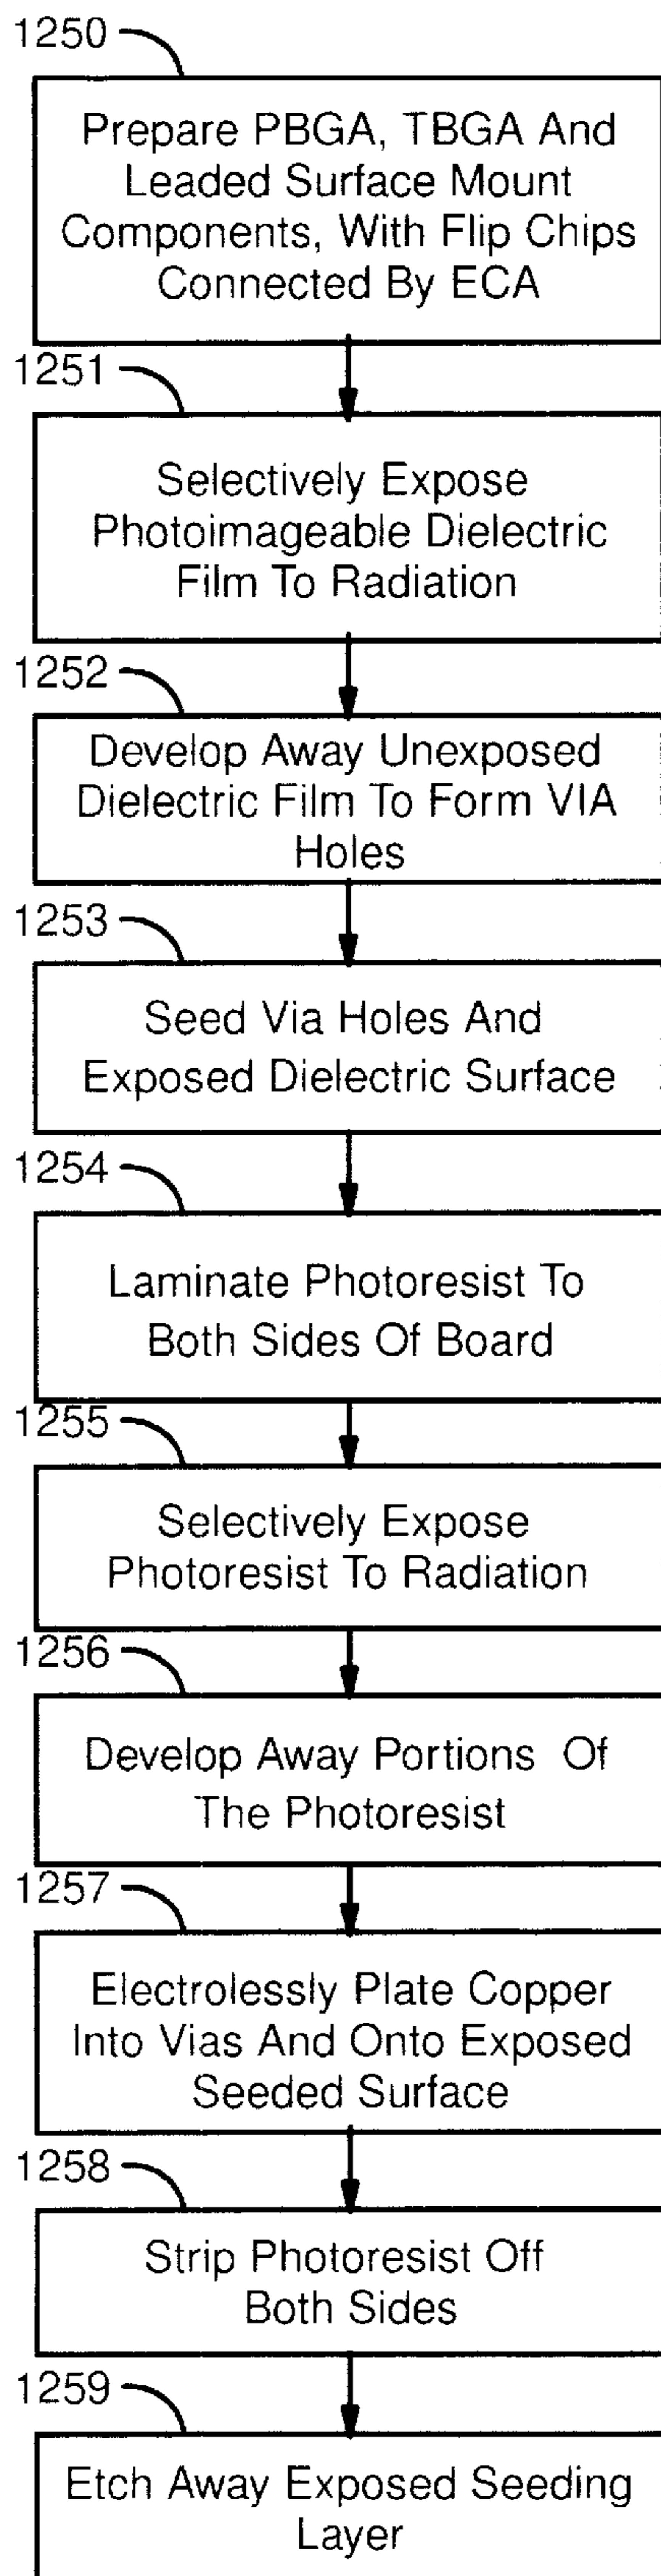 1250
Prepare PBGA, TBGA And
Leaded Surface Mount
Components, With Flip Chips
Connected By ECA
1251
Selectively Expose
Photoimageable Dielectric
Film To Radiation
1252
Develop Away Unexposed
Dielectric Film To Form VIA
Holes
1253
Seed Via Holes And
Exposed Dielectric Surface
1254
Laminate Photoresist To
Both Sides Of Board
1255
Selectively Expose
Photoresist To Radiation
1256
Develop Away Portions Of
The Photoresist
1257
Electrolessly Plate Copper
Into Vias And Onto Exposed
Seeded Surface
1258
Strip Photoresist Off
Both Sides
1259
Etch Away Exposed Seeding
Layer